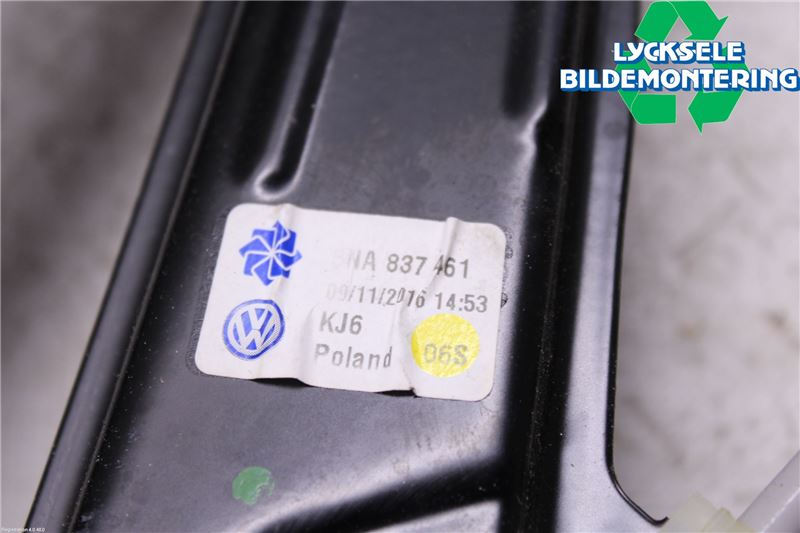 LYCKSELE
BILDEMONTERING
NA 837 461
09/11/2016 14:53
KJ6
Poland 06S